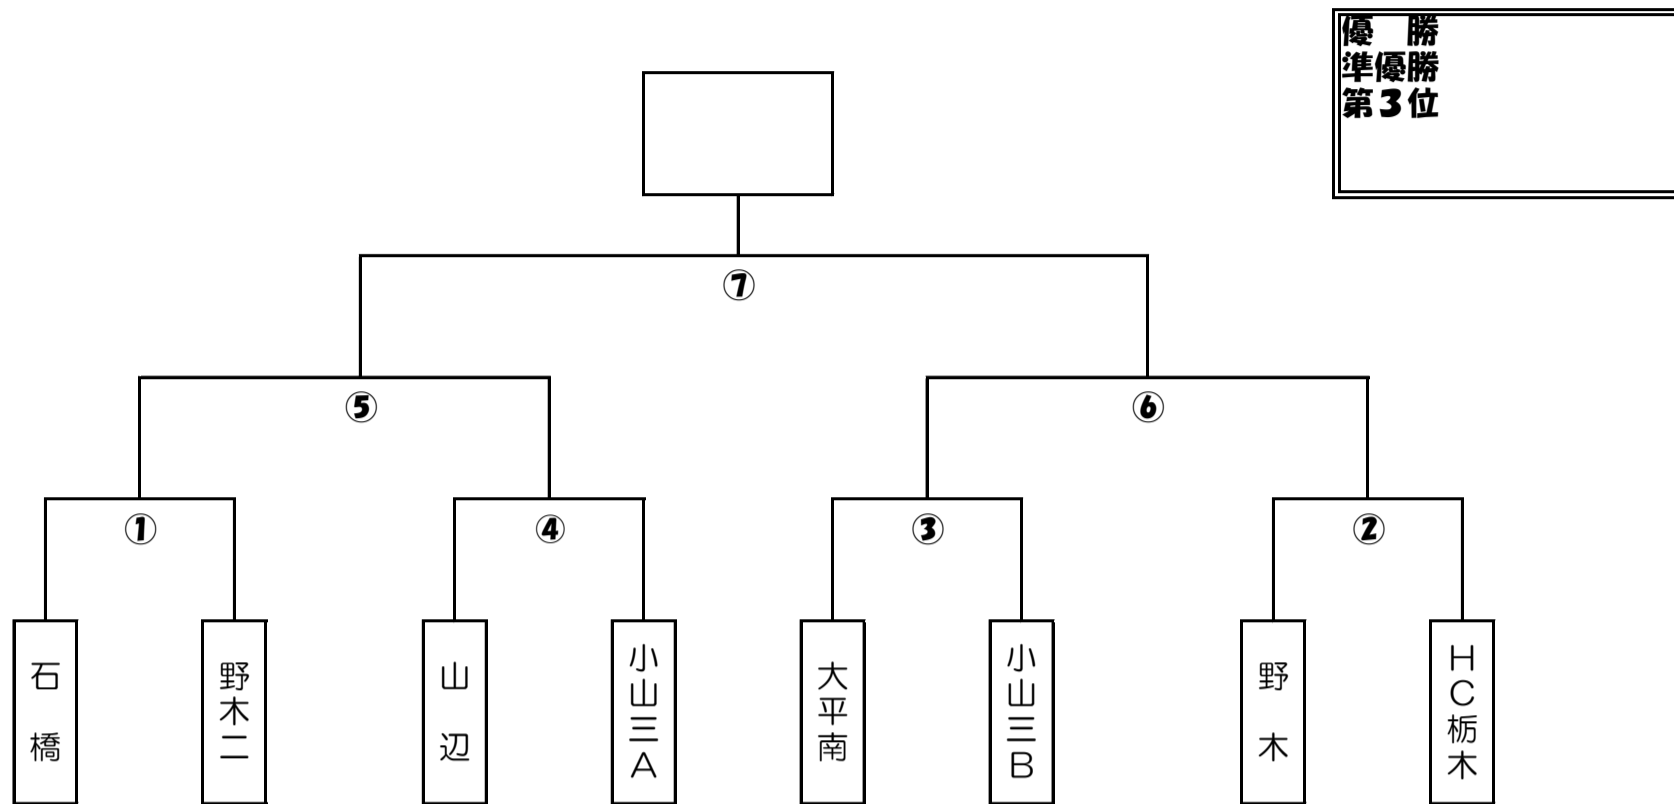 優　勝
準優勝
第3位
⑦
⑤
⑥
①
④
③
②
石橋
野木二
山辺
小山三A
大平南
小山三B
野木
HC栃木